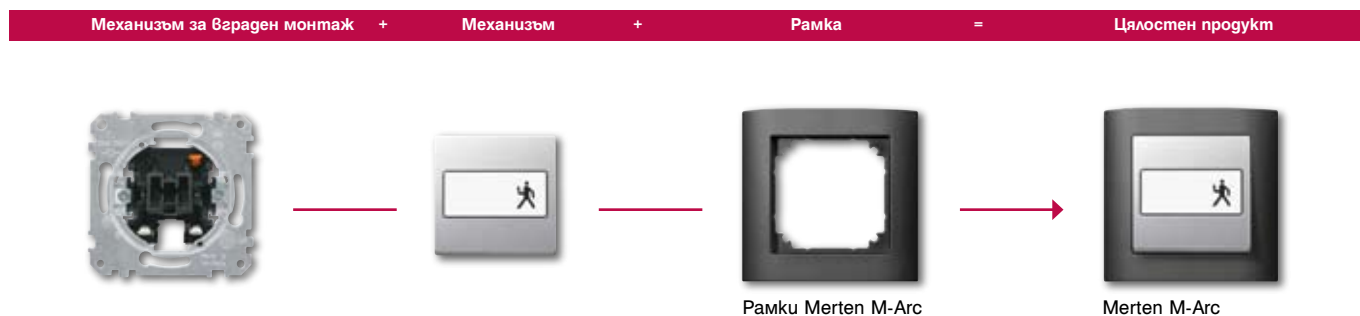 Механизъм за вграден монтаж + Механизъм + Рамка = Цялостен продукт
Рамки Merten M-Arc Merten M-Arc